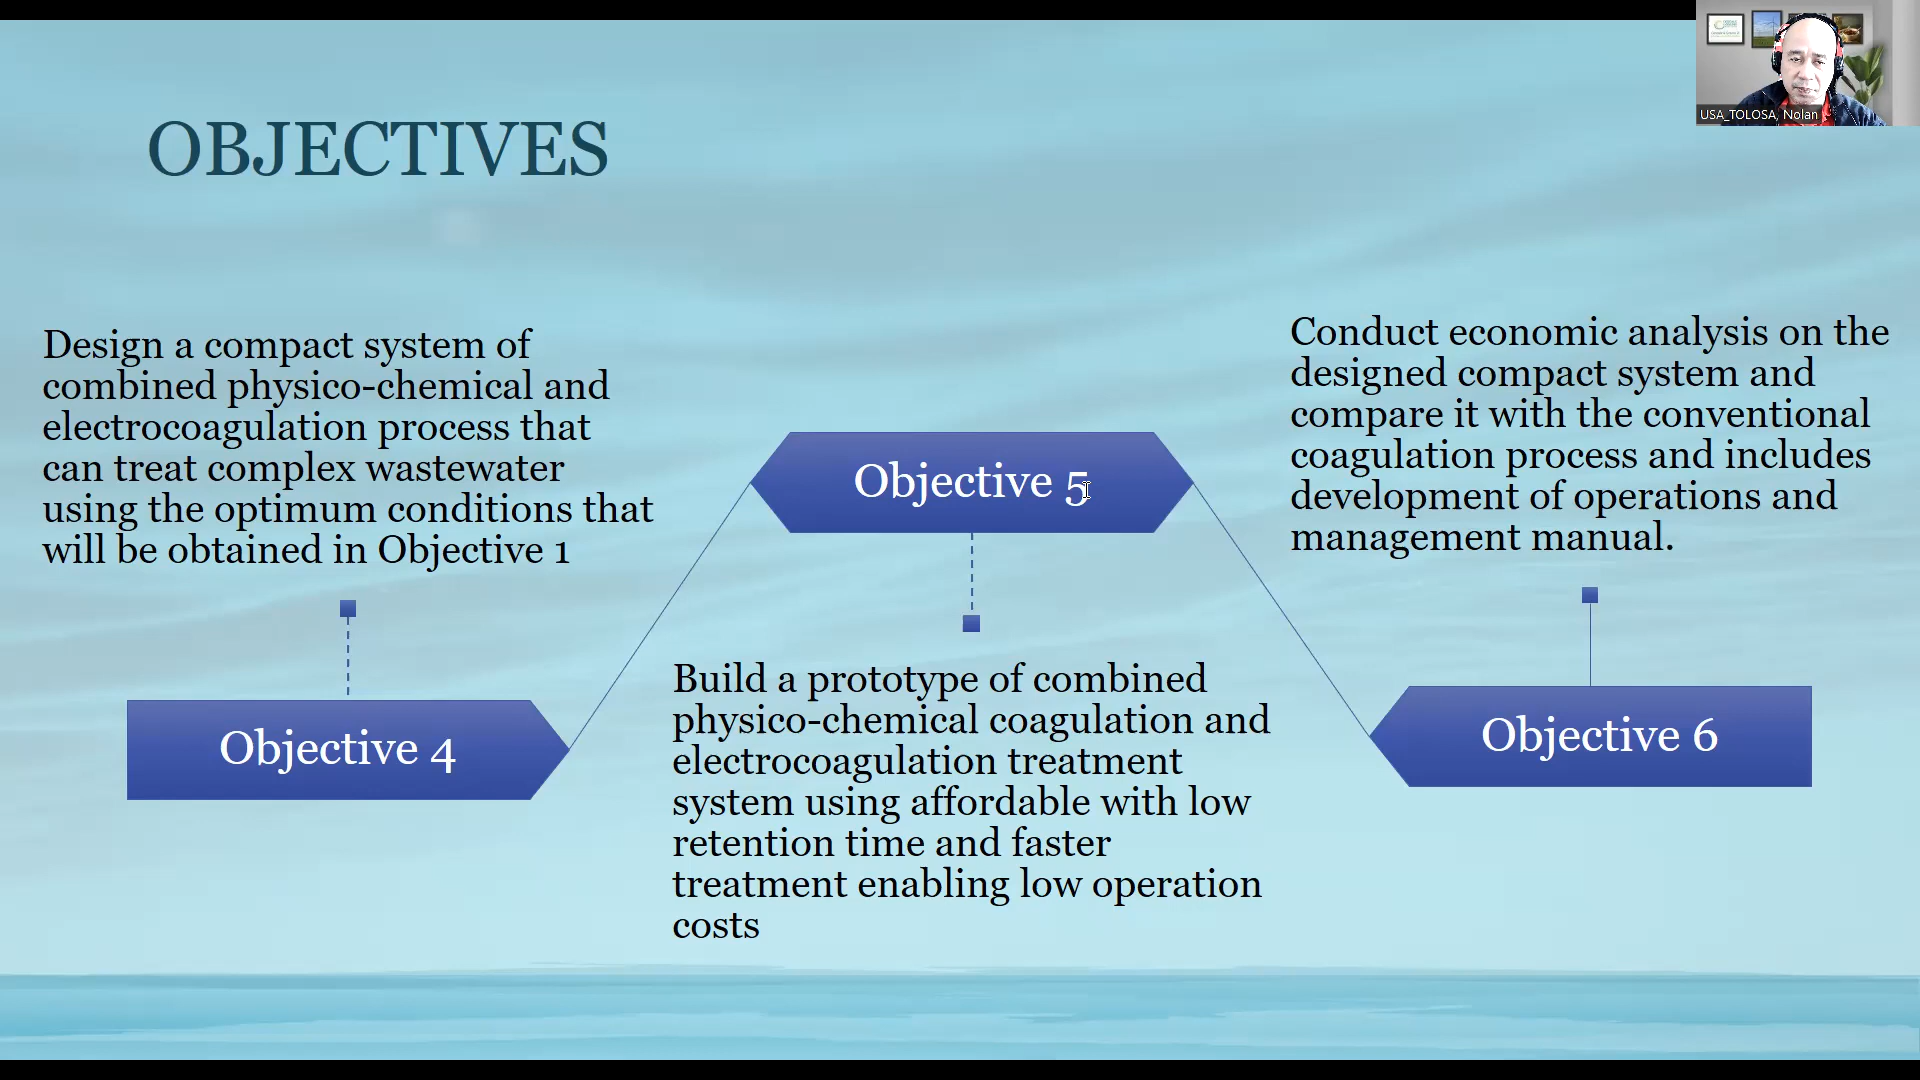 OBJECTIVES
USA_TOLOSA, Nolan
Design a compact system of
combined physico-chemical and
electrocoagulation process that
can treat complex wastewater
using the optimum conditions that
will be obtained in Objective 1
Objective 4
Objective 5
Build a prototype of combined
physico-chemical coagulation and
electrocoagulation treatment
system using affordable with low
retention time and faster
treatment enabling low operation
costs
Conduct economic analysis on the
designed compact system and
compare it with the conventional
coagulation process and includes
development of operations and
management manual.
Objective 6